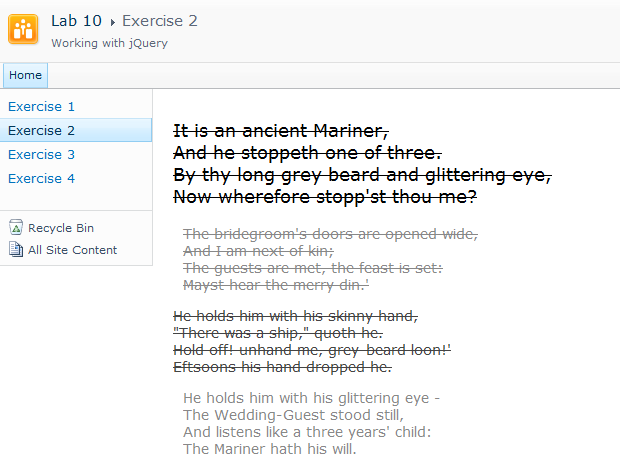 Lab 10 ▸ Exercise 2
Working with jQuery
Home
Exercise 1
Exercise 2
Exercise 3
Exercise 4
Recycle Bin
All Site Content
It is an ancient Mariner,
And he stoppeth one of three.
By thy long grey beard and glittering eye,
Now wherefore stopp'st thou me?
The bridegroom's doors are opened wide,
And I am next of kin;
The guests are met, the feast is set:
Mayst hear the merry din.'
He holds him with his skinny hand,
"There was a ship," quoth he.
Hold off! unhand me, grey-beard loon!'
Eftsoons his hand dropped he.
He holds him with his glittering eye -
The Wedding-Guest stood still,
And listens like a three years' child:
The Mariner hath his will.